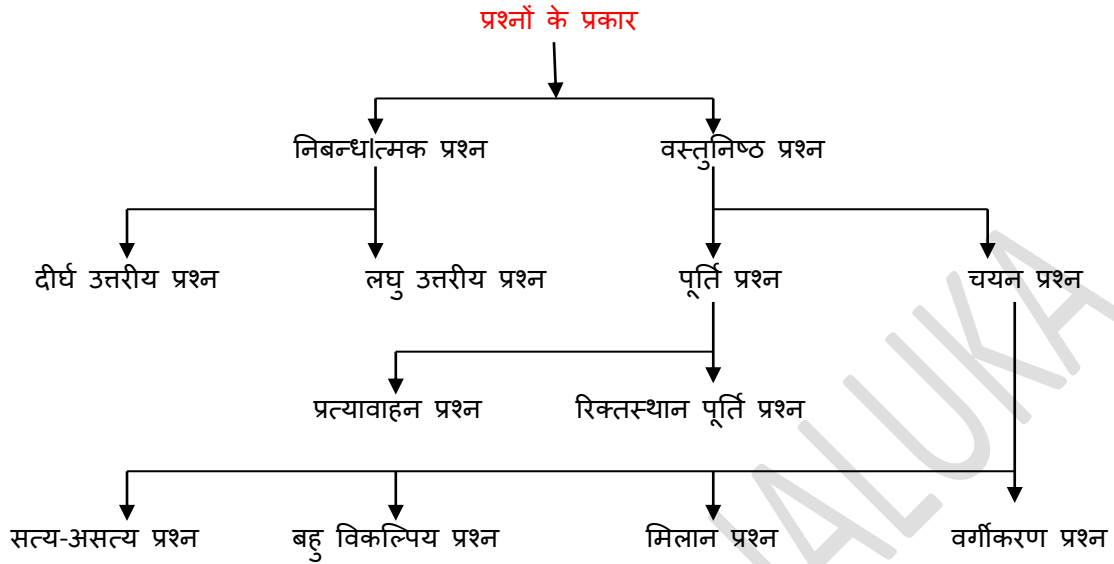 प्रश्नों के प्रकार
निबन्धात्मक प्रश्न वस्तुनिष्ठ प्रश्न
दीर्घ उत्तरीय प्रश्न लघु उत्तरीय प्रश्न पूर्ति प्रश्न चयन प्रश्न
प्रत्यावाहन प्रश्न रिक्तस्थान पूर्ति प्रश्न
सत्य-असत्य प्रश्न बहु विकल्पिय प्रश्न मिलान प्रश्न वर्गीकरण प्रश्न
ALUKA